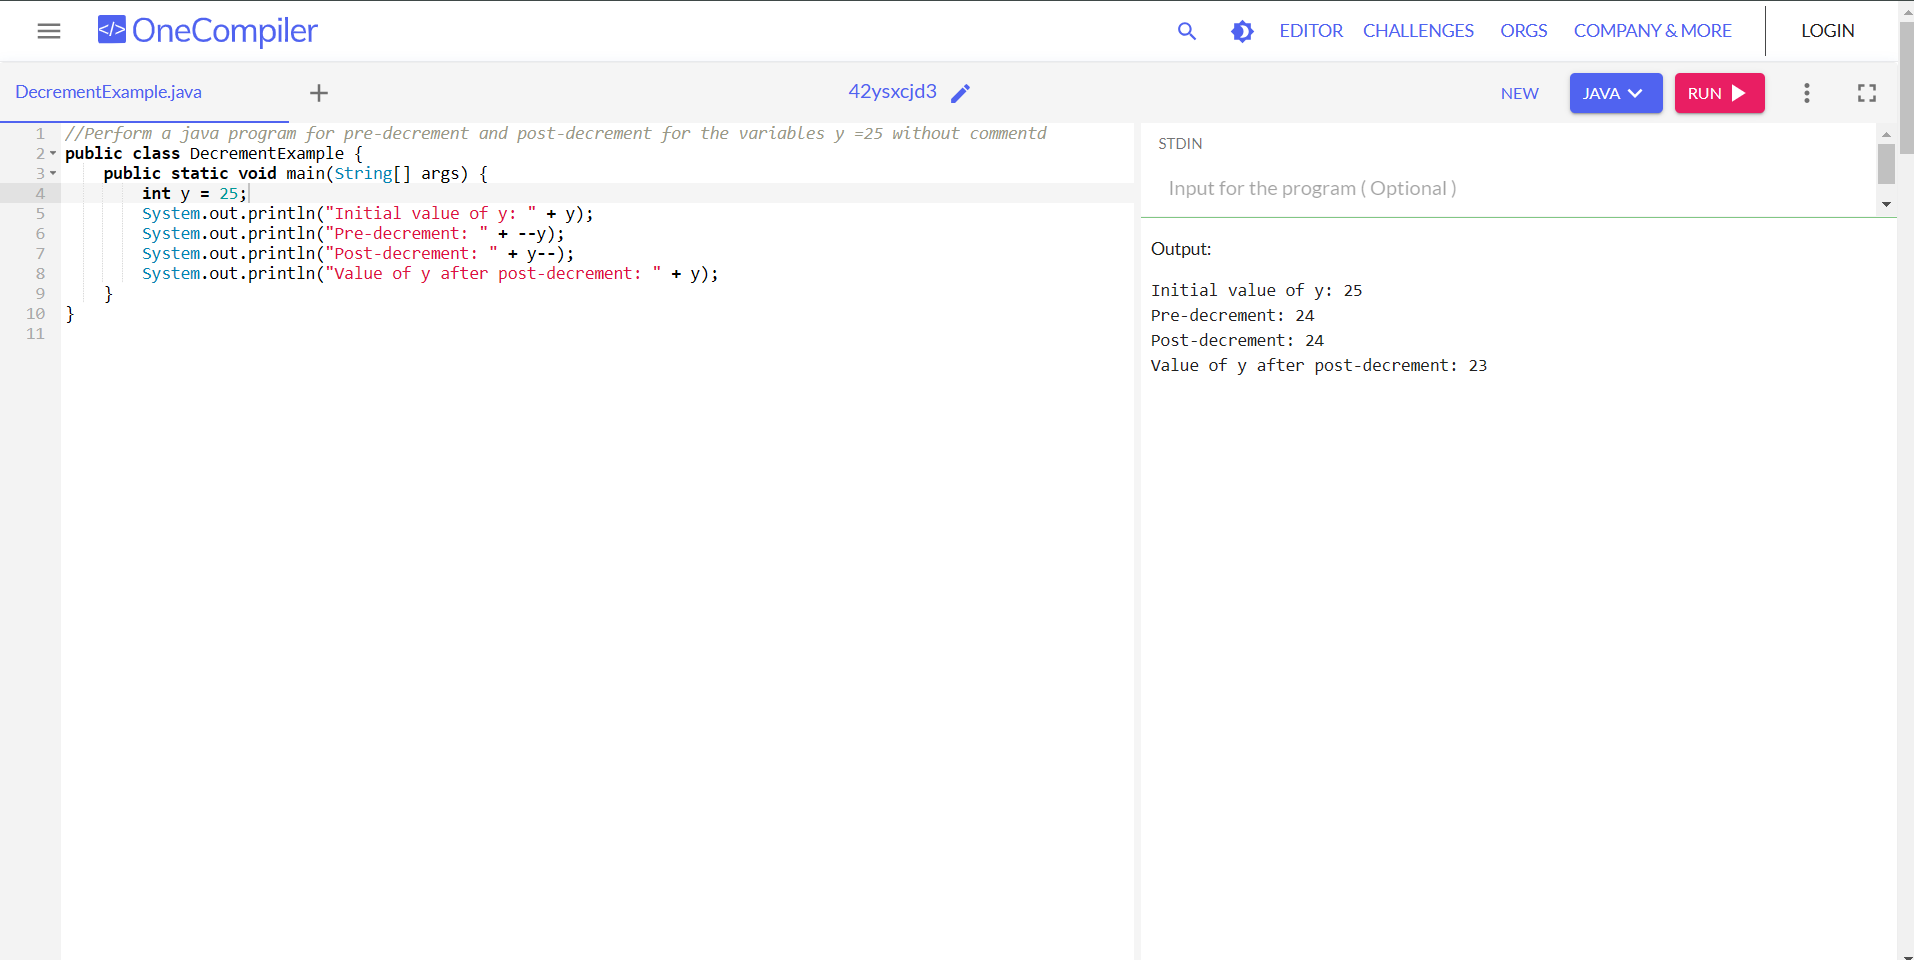 </> OneCompiler
EDITOR CHALLENGES ORGS COMPANY & MORE LOGIN
DecrementExample.java + 42ysxcjd3 NEW JAVA RUN
1 //Perform a java program for pre-decrement and post-decrement for the variables y =25 without commentd
2 public class DecrementExample {
3 public static void main(String[] args) {
4 int y = 25;
5 System.out.println("Initial value of y: " + y);
6 System.out.println("Pre-decrement: " + --y);
7 System.out.println("Post-decrement: " + y--);
8 System.out.println("Value of y after post-decrement: " + y);
9 }
10 }
11
STDIN
Input for the program ( Optional )
Output:
Initial value of y: 25
Pre-decrement: 24
Post-decrement: 24
Value of y after post-decrement: 23